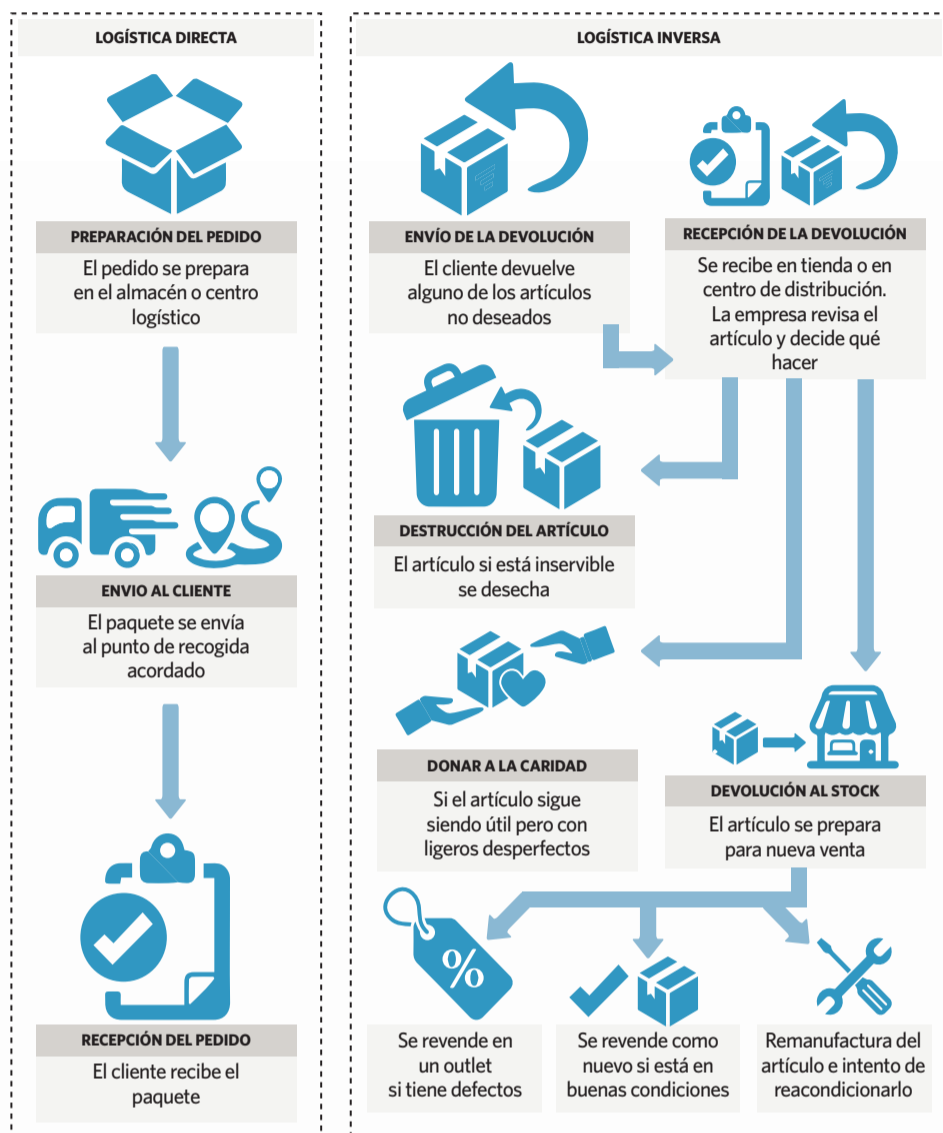 LOGÍSTICA DIRECTA
PREPARACIÓN DEL PEDIDO
El pedido se prepara
en el almacén o centro
logístico
ENVIO AL CLIENTE
El paquete se envía
al punto de recogida
acordado
RECEPCIÓN DEL PEDIDO
El cliente recibe el
paquete
LOGÍSTICA INVERSA
ENVÍO DE LA DEVOLUCIÓN
El cliente devuelve
alguno de los artículos
no deseados
RECEPCIÓN DE LA DEVOLUCIÓN
Se recibe en tienda o en
centro de distribución.
La empresa revisa el
artículo y decide qué
hacer
DESTRUCCIÓN DEL ARTÍCULO
El artículo si está inservible
se desecha
DONAR A LA CARIDAD
Si el artículo sigue
siendo útil pero con
ligeros desperfectos
DEVOLUCIÓN AL STOCK
El artículo se prepara
para nueva venta
%
Se revende en
un outlet
si tiene defectos
Se revende como
nuevo si está en
buenas condiciones
Remanufactura del
artículo e intento de
reacondicionarlo